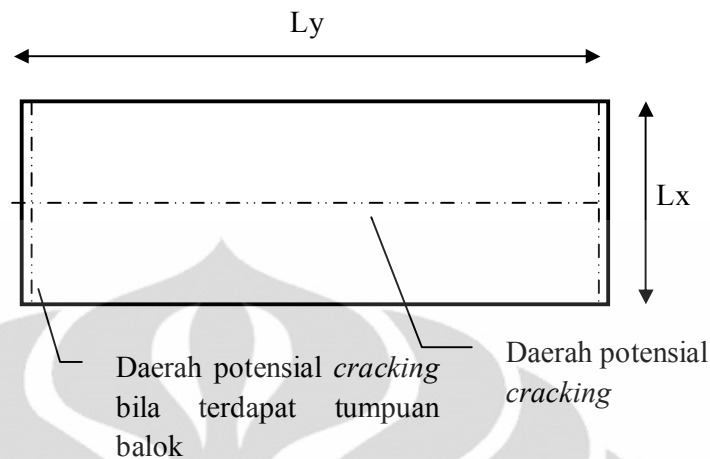 Ly
Lx
Daerah potensial cracking
bila terdapat tumpuan
balok
Daerah potensial
cracking